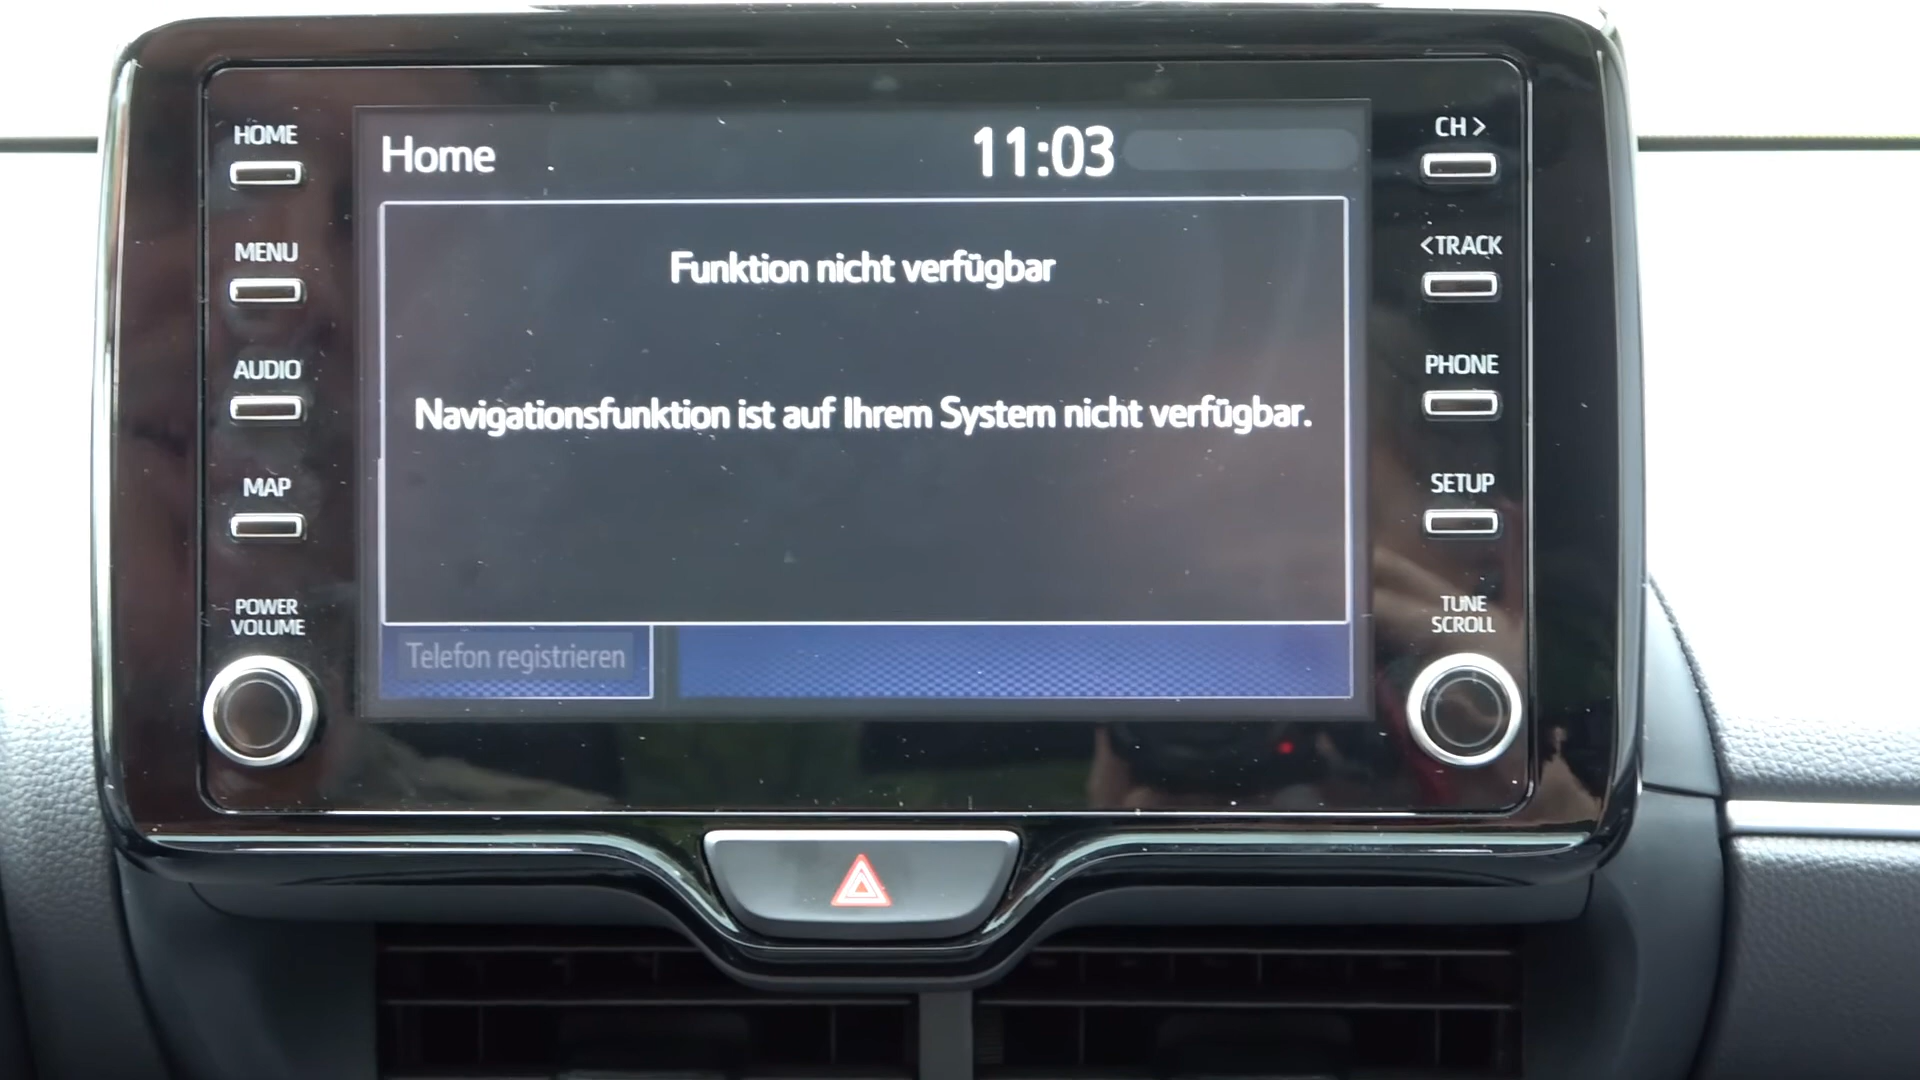 HOME
MENU
AUDIO
MAP
POWER
VOLUME
Home
11:03
Funktion nicht verfügbar
Navigationsfunktion ist auf Ihrem System nicht verfügbar.
Telefon registrieren
CH >
<TRACK
PHONE
SETUP
TUNE
SCROLL